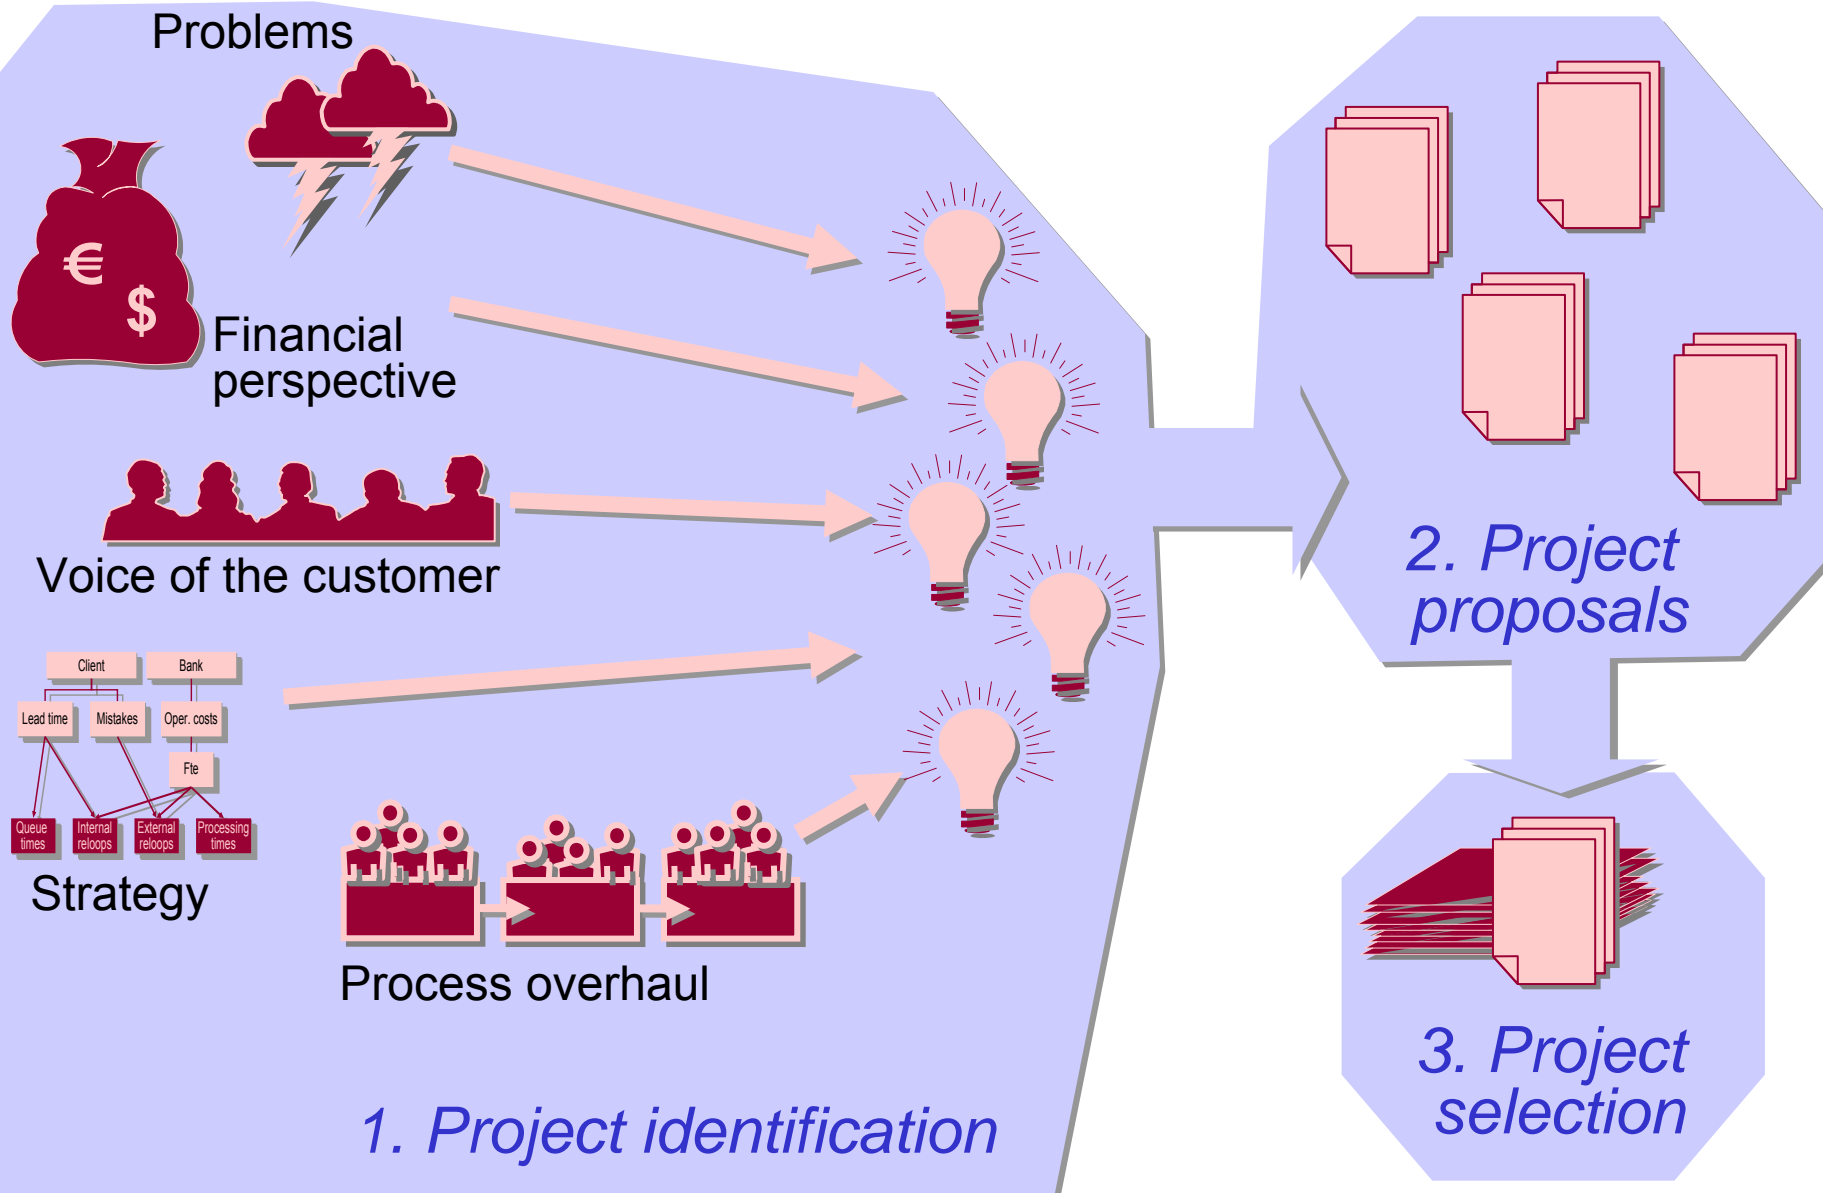 Problems
€
$
Financial
perspective
Voice of the customer
Client
Bank
Lead time
Mistakes
Oper. costs
Fte
Queue
times
Internal
reloops
External
reloops
Processing
times
Strategy
Process overhaul
1. Project identification
2. Project
proposals
3. Project
selection